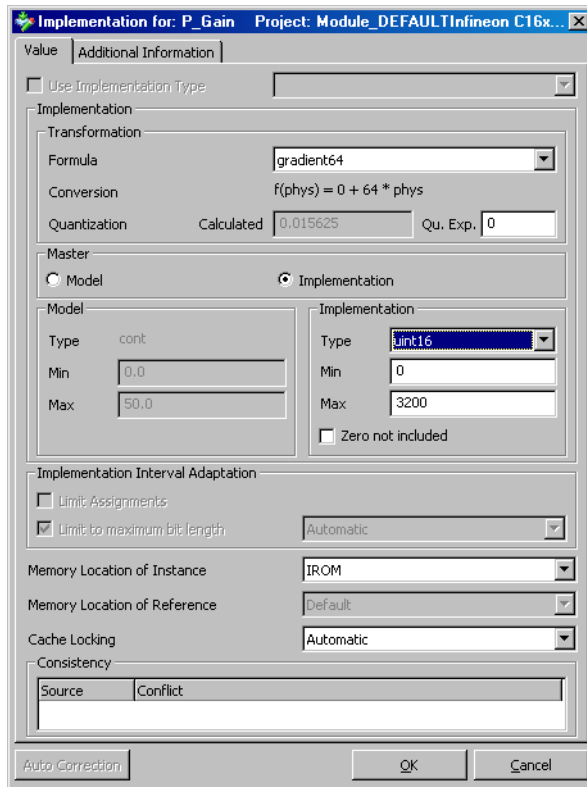 Implementation for: P_Gain Project: Module_DEFAULTInfineon C16x...
Value Additional Information
Use Implementation Type
Implementation
Transformation
Formula gradient64
Conversion f(phys) = 0 + 64 * phys
Quantization Calculated 0.015625 Qu. Exp. 0
Master
Model Implementation
Model Implementation
Type cont Type uint16
Min 0.0 Min 0
Max 50.0 Max 3200
Zero not included
Implementation Interval Adaptation
Limit Assignments
Limit to maximum bit length Automatic
Memory Location of Instance IROM
Memory Location of Reference Default
Cache Locking Automatic
Consistency
Source Conflict
Auto Correction OK Cancel